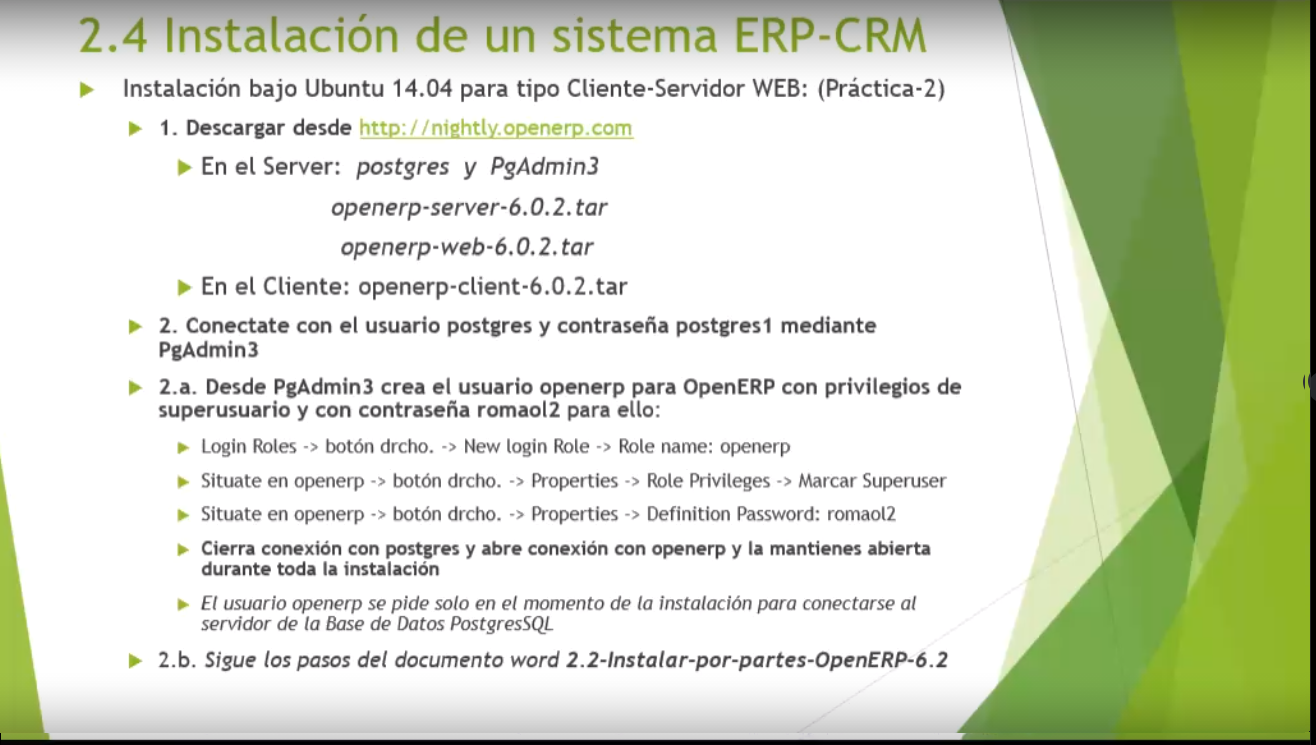 2.4 Instalación de un sistema ERP-CRM
Instalación bajo Ubuntu 14.04 para tipo Cliente-Servidor WEB: (Práctica-2)
1. Descargar desde http://nightly.openerp.com
En el Server: postgres y PgAdmin3
openerp-server-6.0.2.tar
openerp-web-6.0.2.tar
En el Cliente: openerp-client-6.0.2.tar
2. Conectate con el usuario postgres y contraseña postgres1 mediante
PgAdmin3
2.a. Desde PgAdmin3 crea el usuario openerp para OpenERP con privilegios de
superusuario y con contraseña romaol2 para ello:
Login Roles -> botón drcho. -> New login Role -> Role name: openerp
Situate en openerp -> botón drcho. -> Properties -> Role Privileges -> Marcar Superuser
Situate en openerp -> botón drcho. -> Properties -> Definition Password: romaol2
Cierra conexión con postgres y abre conexión con openerp y la mantienes abierta
durante toda la instalación
El usuario openerp se pide solo en el momento de la instalación para conectarse al
servidor de la Base de Datos PostgresSQL
2.b. Sigue los pasos del documento word 2.2-Instalar-por-partes-OpenERP-6.2